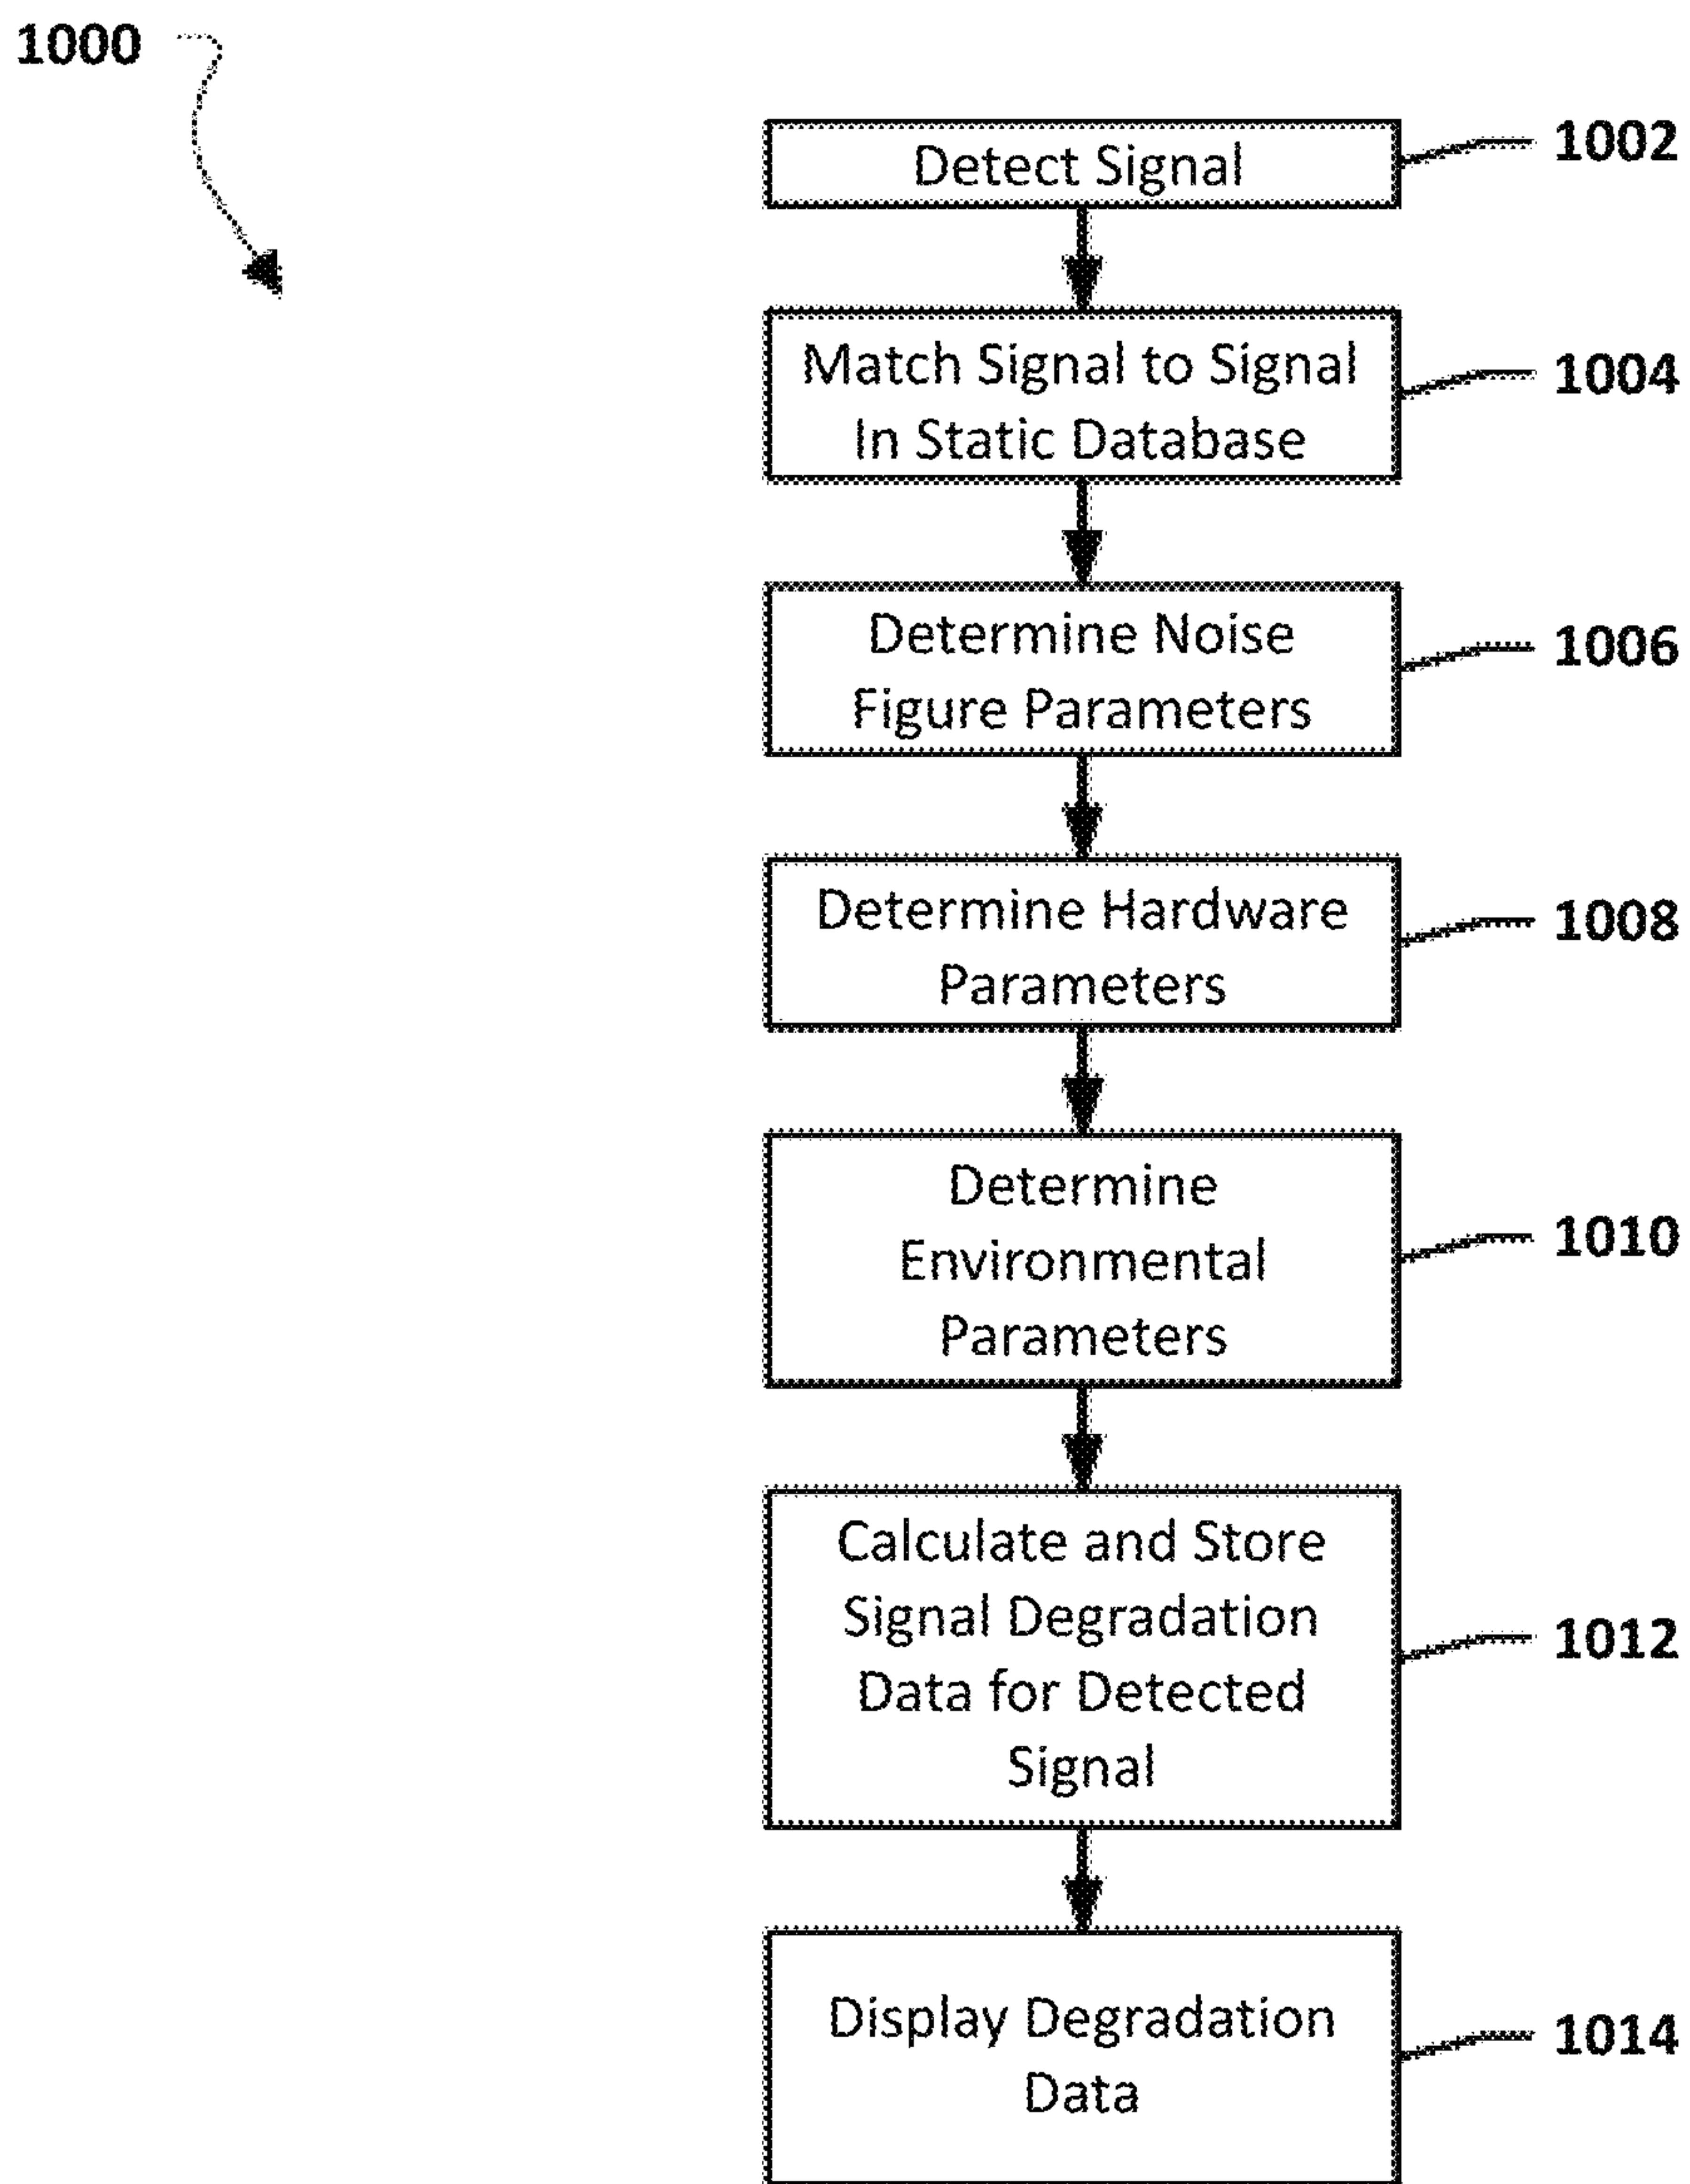 1000
Detect Signal
1002
Match Signal to Signal
In Static Database
1004
Determine Noise
Figure Parameters
1006
Determine Hardware
Parameters
1008
Determine
Environmental
Parameters
1010
Calculate and Store
Signal Degradation
Data for Detected
Signal
1012
Display Degradation
Data
1014